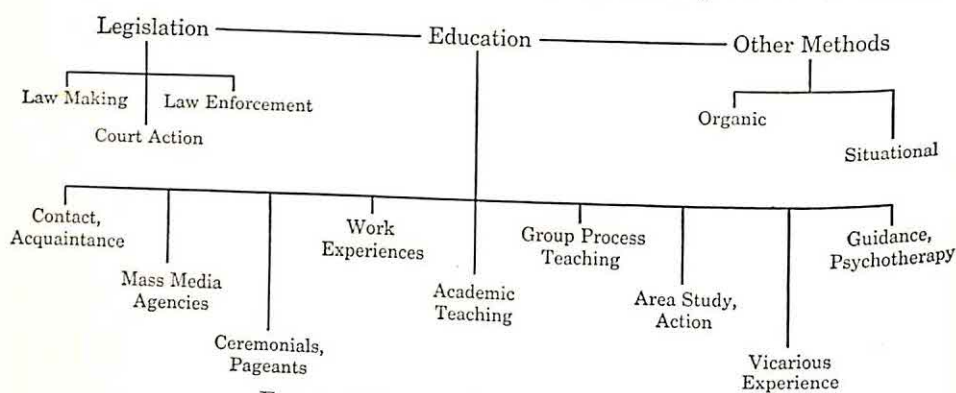 Legislation
Education
Other Methods
Law Making
Law Enforcement
Court Action
Organic
Situational
Contact,
Acquaintance
Mass Media
Agencies
Ceremonials,
Pageants
Work
Experiences
Academic
Teaching
Group Process
Teaching
Area Study,
Action
Vicarious
Experience
Guidance,
Psychotherapy